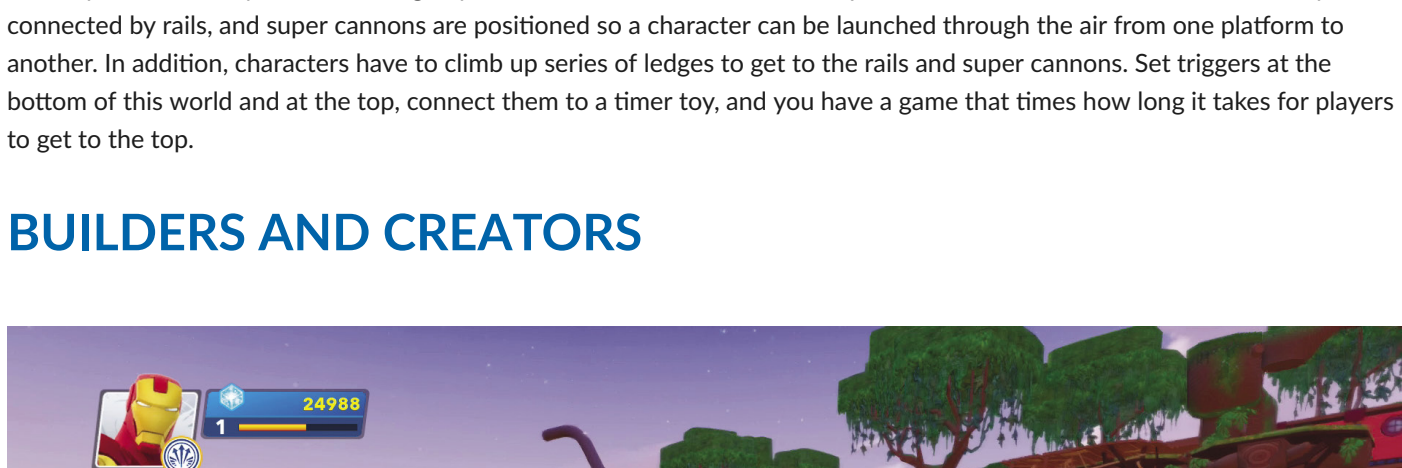 connected by rails, and super cannons are positioned so a character can be launched through the air from one platform to
another. In addition, characters have to climb up series of ledges to get to the rails and super cannons. Set triggers at the
bottom of this world and at the top, connect them to a timer toy, and you have a game that times how long it takes for players
to get to the top.
BUILDERS AND CREATORS
24988
1